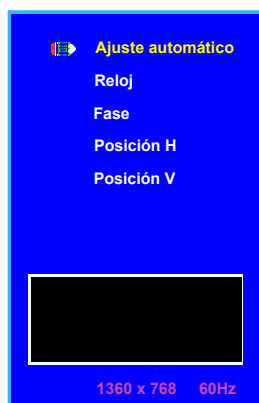 Ajuste automático
Reloj
Fase
Posición H
Posición V
1360 x 768 60Hz